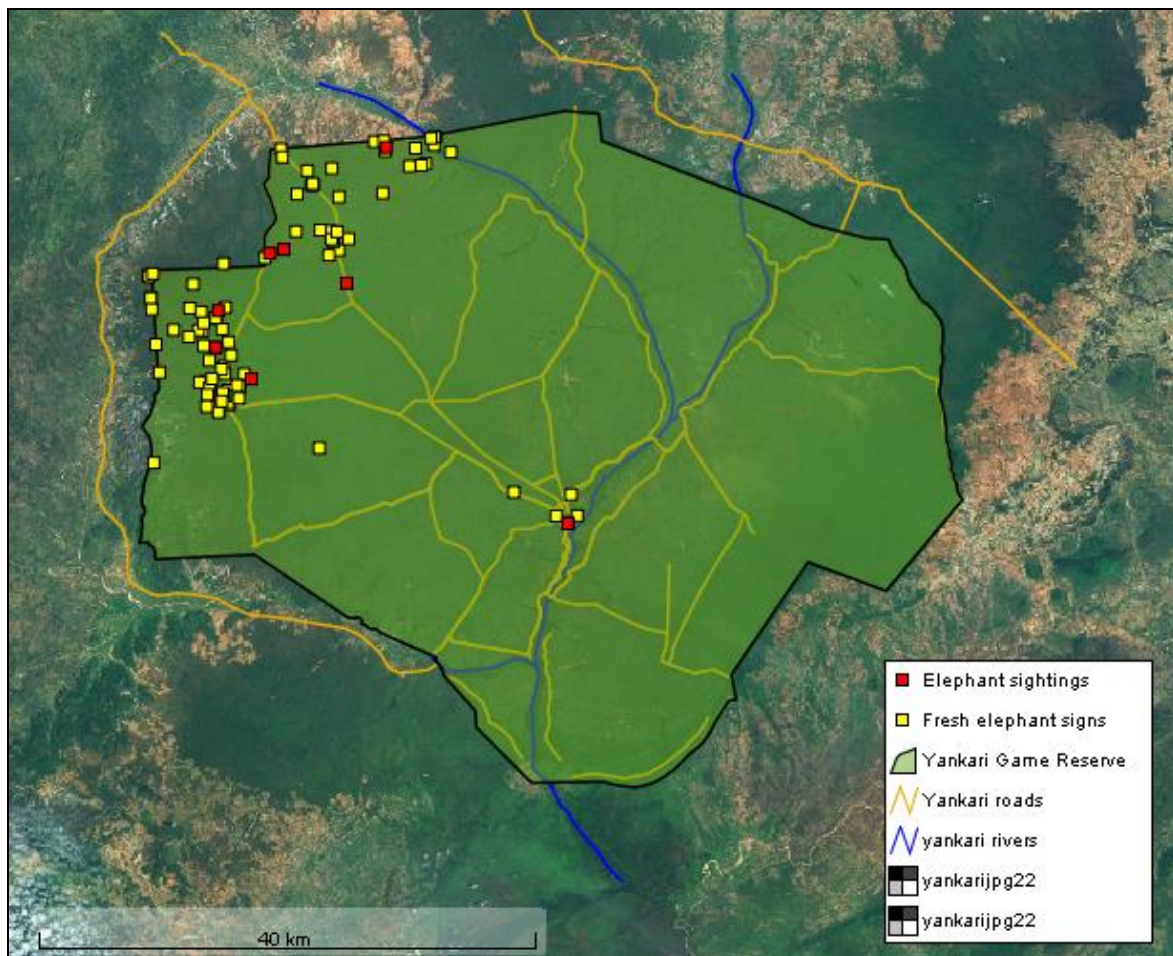 Elephant sightings
Fresh elephant signs
Yankari Game Reserve
Yankari roads
yankari rivers
yankarijpg22
yankarijpg22
40 km